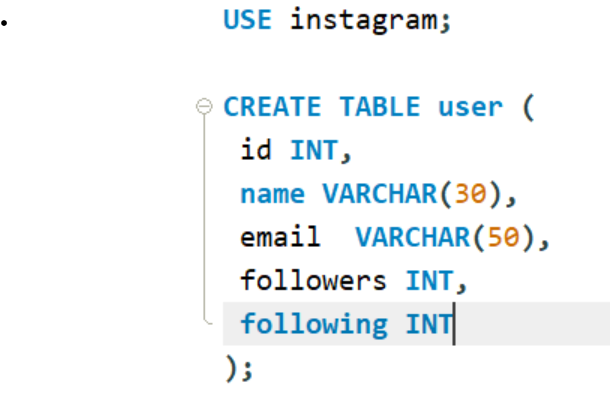 USE instagram;
CREATE TABLE user (
id INT,
name VARCHAR(30),
email  VARCHAR(50),
followers INT,
following INT
);